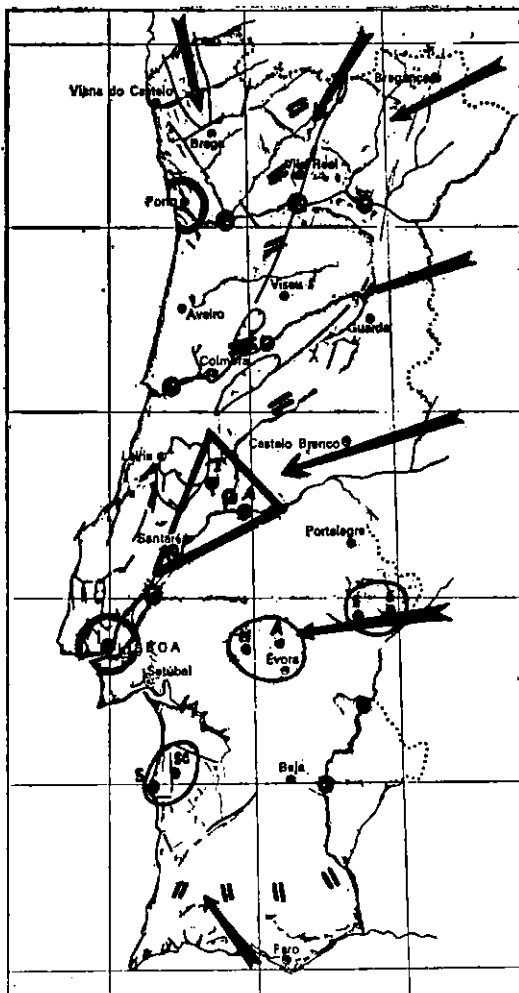 Viana do Castelo
Bragança
Braga
Vila Real
Porto
Viseu
Aveiro
Guarda
Coimbra
Castelo Branco
Leiria
T
A
Santarém
Portalegre
A
LISBOA
Évora
Setúbal
S
Beja
Faro